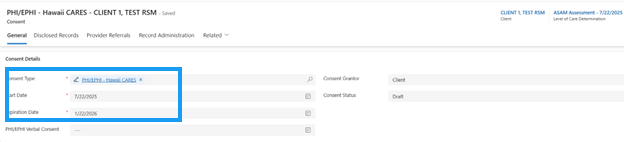 PHI/EPHI - Hawaii CARES - CLIENT 1, TEST RSM - Saved
Consent
CLIENT 1, TEST RSM
Client
ASAM Assessment - 7/22/2025
Level of Care Determination
General Disclosed Records Provider Referrals Record Administration Related
Consent Details
onsent Type * PHI/EPHI - Hawaii CARES ×
Consent Grantor Client
art Date * 7/22/2025
Consent Status Draft
piration Date * 1/22/2026
PHI/EPHI Verbal Consent ---